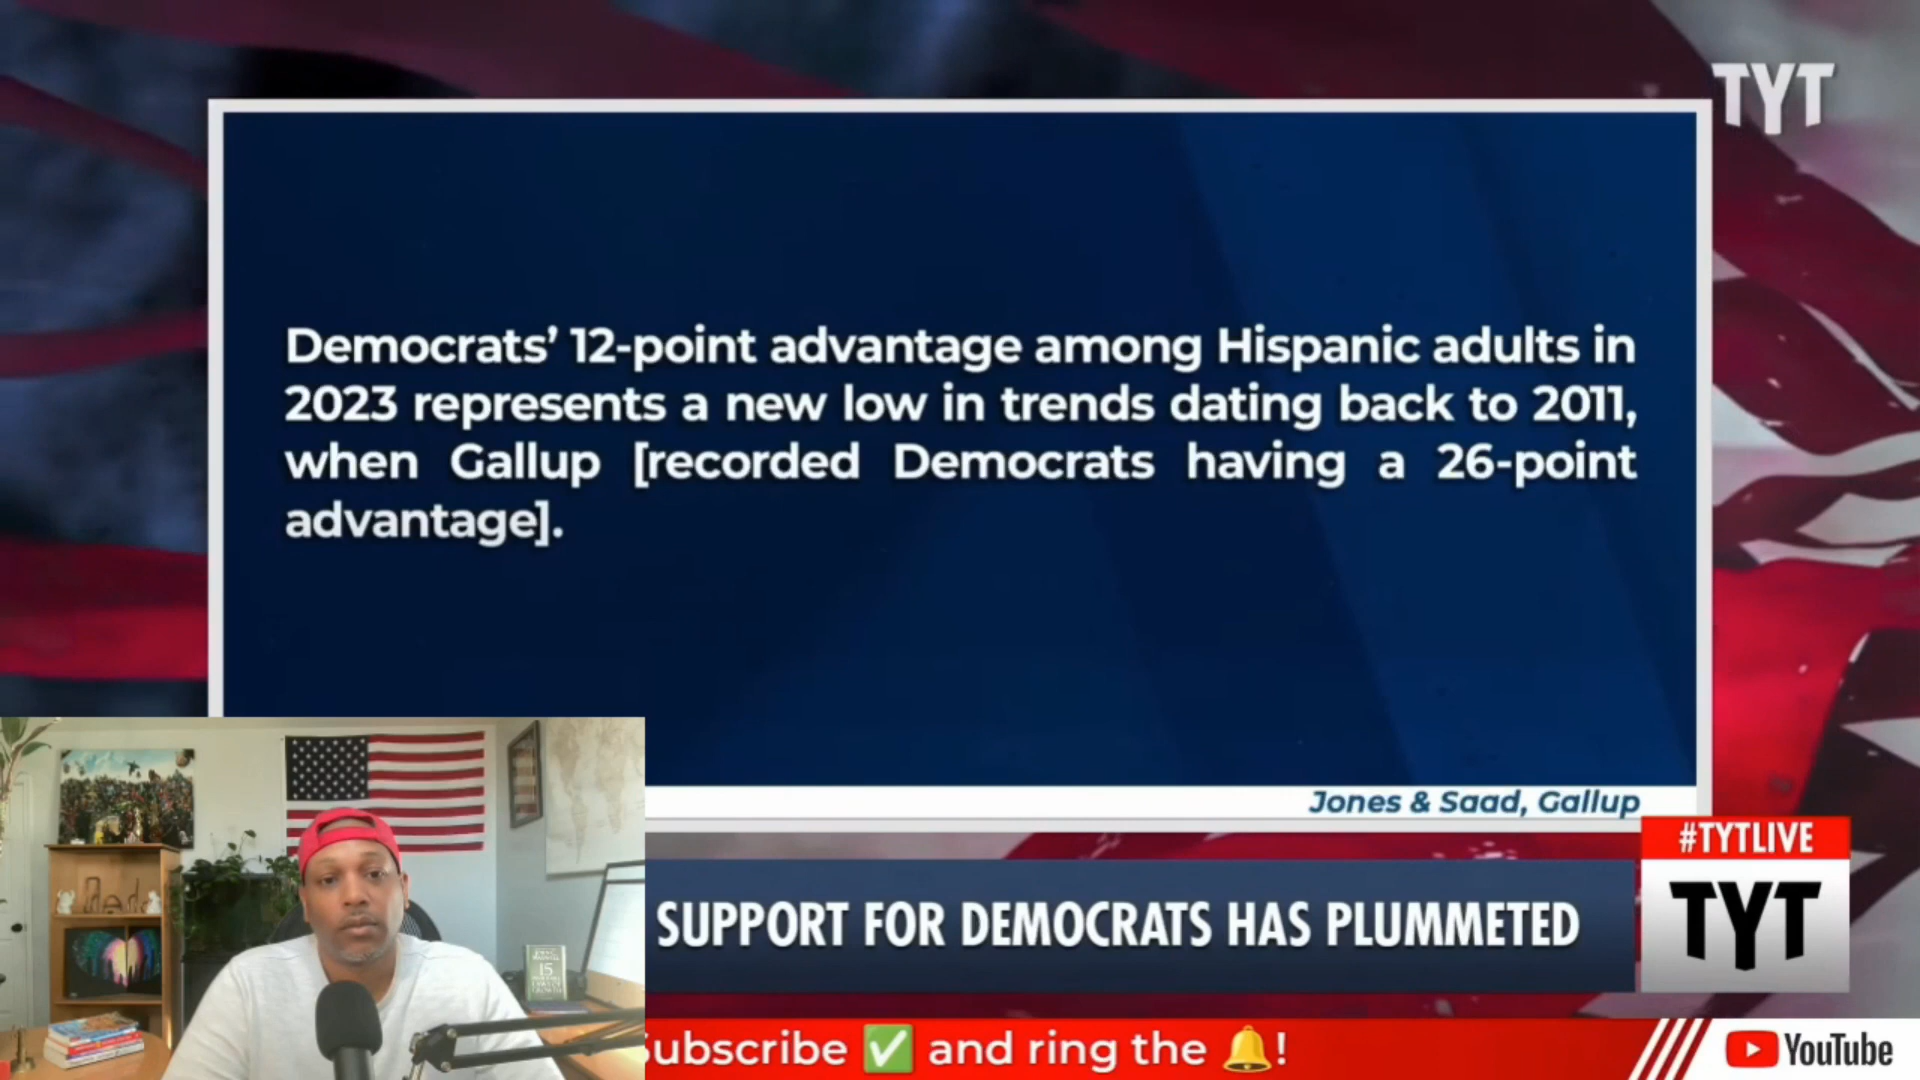 TYT
Democrats’ 12-point advantage among Hispanic adults in
2023 represents a new low in trends dating back to 2011,
when Gallup [recorded Democrats having a 26-point
advantage].
Jones & Saad, Gallup
#TYTLIVE
SUPPORT FOR DEMOCRATS HAS PLUMMETED
TYT
15
Subscribe ✅ and ring the 🔔!
YouTube